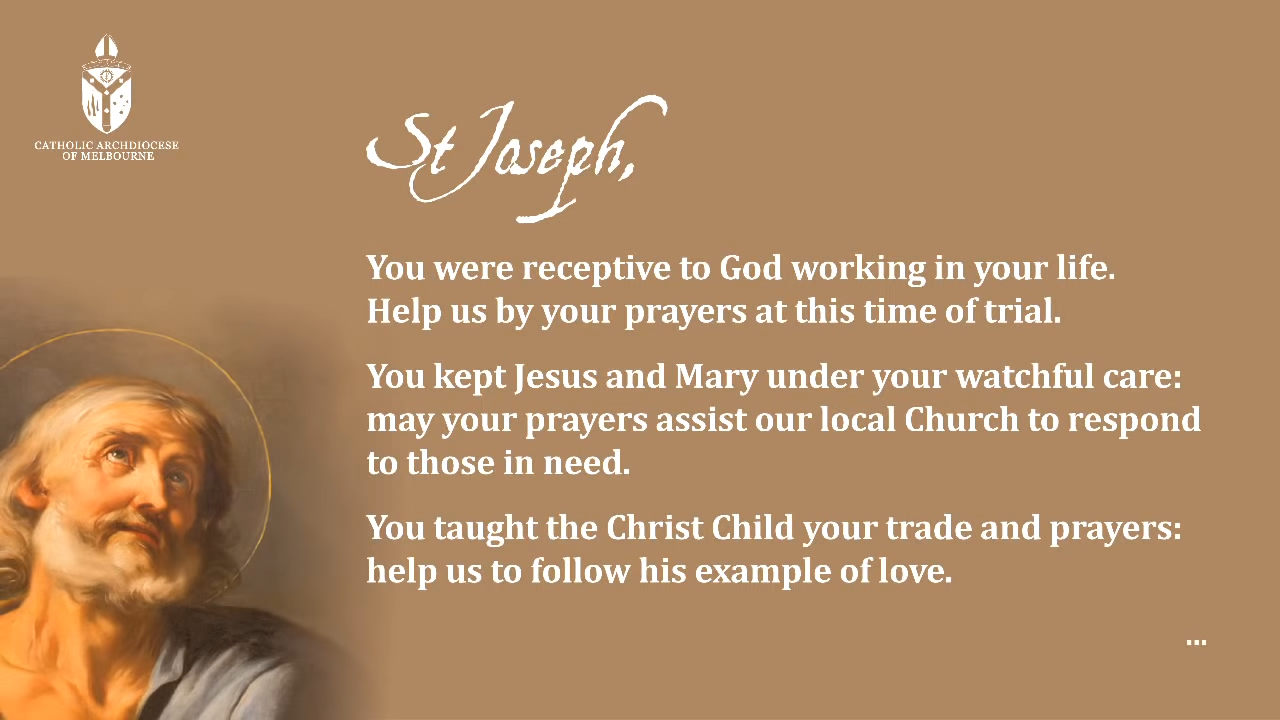 CATHOLIC ARCHDIOCESE
OF MELBOURNE
St Joseph,
You were receptive to God working in your life.
Help us by your prayers at this time of trial.
You kept Jesus and Mary under your watchful care:
may your prayers assist our local Church to respond
to those in need.
You taught the Christ Child your trade and prayers:
help us to follow his example of love.
...